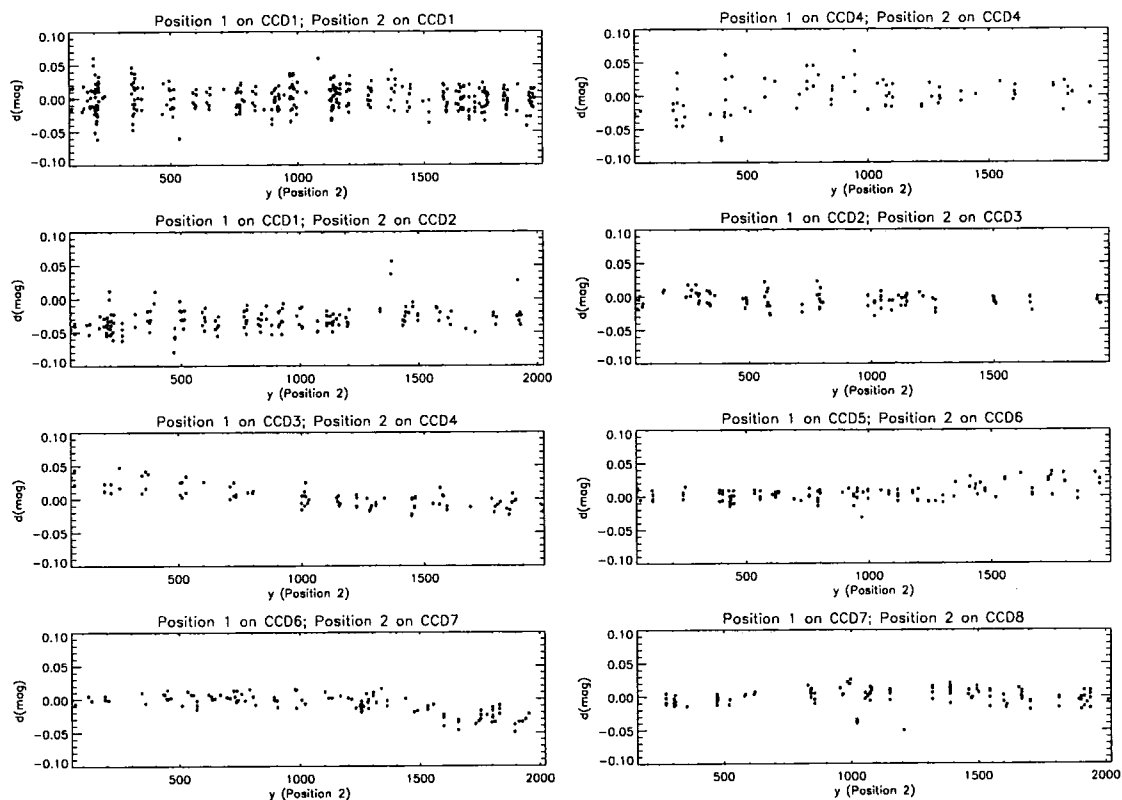 Position 1 on CCD1; Position 2 on CCD1
d(mag)
0.10
0.05
0.00
−0.05
−0.10
500 1000 1500
y (Position 2)
Position 1 on CCD4; Position 2 on CCD4
d(mag)
0.10
0.05
0.00
−0.05
−0.10
500 1000 1500
y (Position 2)
Position 1 on CCD1; Position 2 on CCD2
d(mag)
0.10
0.05
0.00
−0.05
−0.10
500 1000 1500 2000
y (Position 2)
Position 1 on CCD2; Position 2 on CCD3
d(mag)
0.10
0.05
0.00
−0.05
−0.10
500 1000 1500
y (Position 2)
Position 1 on CCD3; Position 2 on CCD4
d(mag)
0.10
0.05
0.00
−0.05
−0.10
500 1000 1500
y (Position 2)
Position 1 on CCD5; Position 2 on CCD6
d(mag)
0.10
0.05
0.00
−0.05
−0.10
500 1000 1500
y (Position 2)
Position 1 on CCD6; Position 2 on CCD7
d(mag)
0.10
0.05
0.00
−0.05
−0.10
500 1000 1500 2000
y (Position 2)
Position 1 on CCD7; Position 2 on CCD8
d(mag)
0.10
0.05
0.00
−0.05
−0.10
500 1000 1500 2000
y (Position 2)